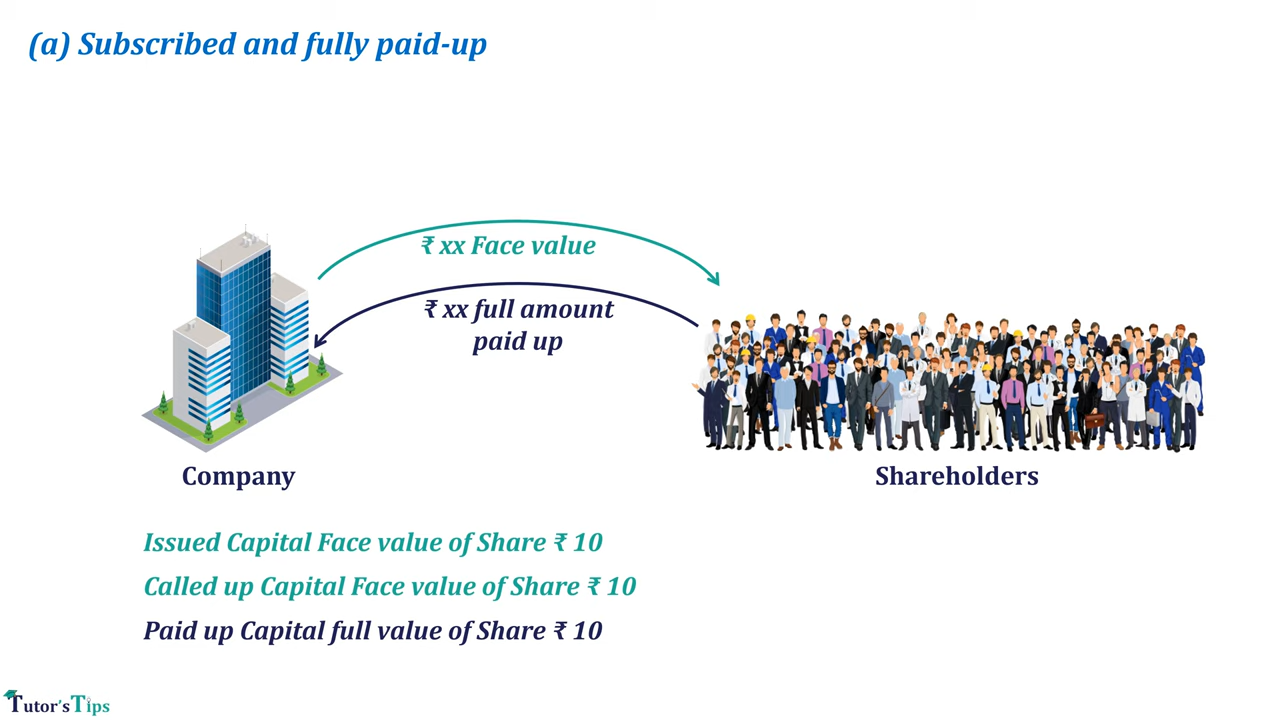 (a) Subscribed and fully paid-up
₹ xx Face value
₹ xx full amount
paid up
Company
Shareholders
Issued Capital Face value of Share ₹ 10
Called up Capital Face value of Share ₹ 10
Paid up Capital full value of Share ₹ 10
Tutor'sTips